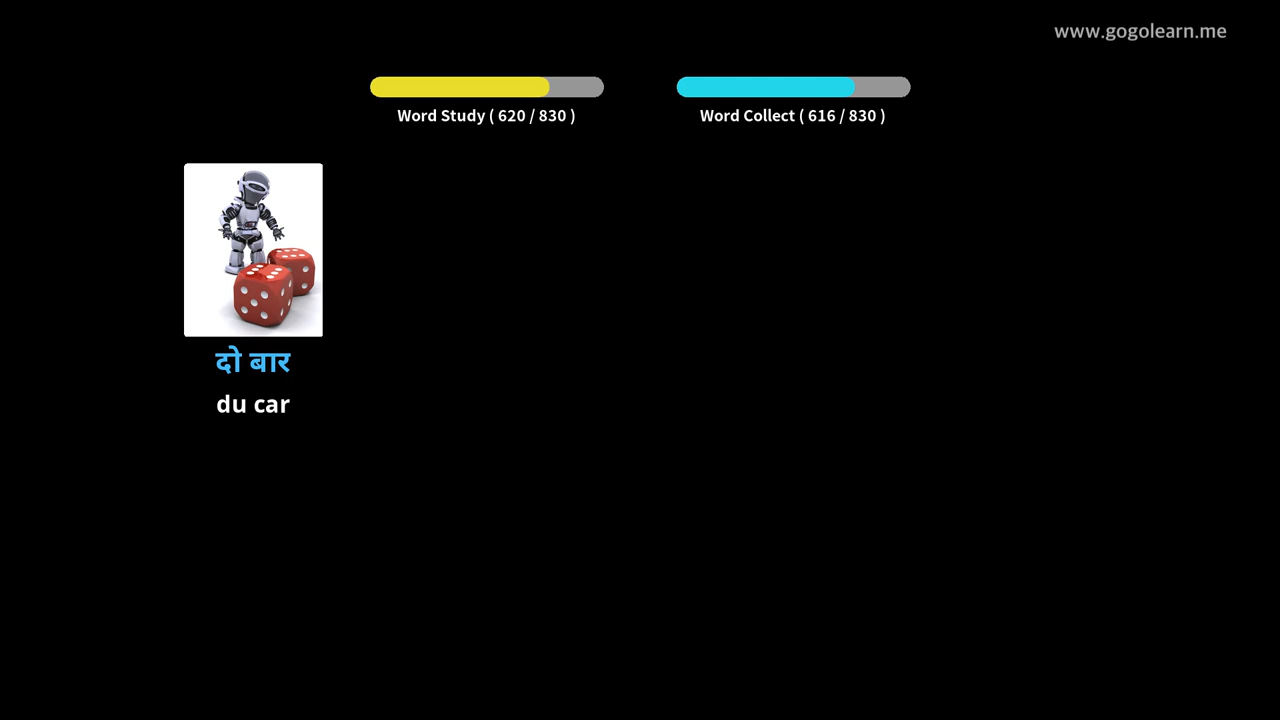 www.gogolearn.me
Word Study ( 620 / 830 )
Word Collect ( 616 / 830 )
दो बार
du car